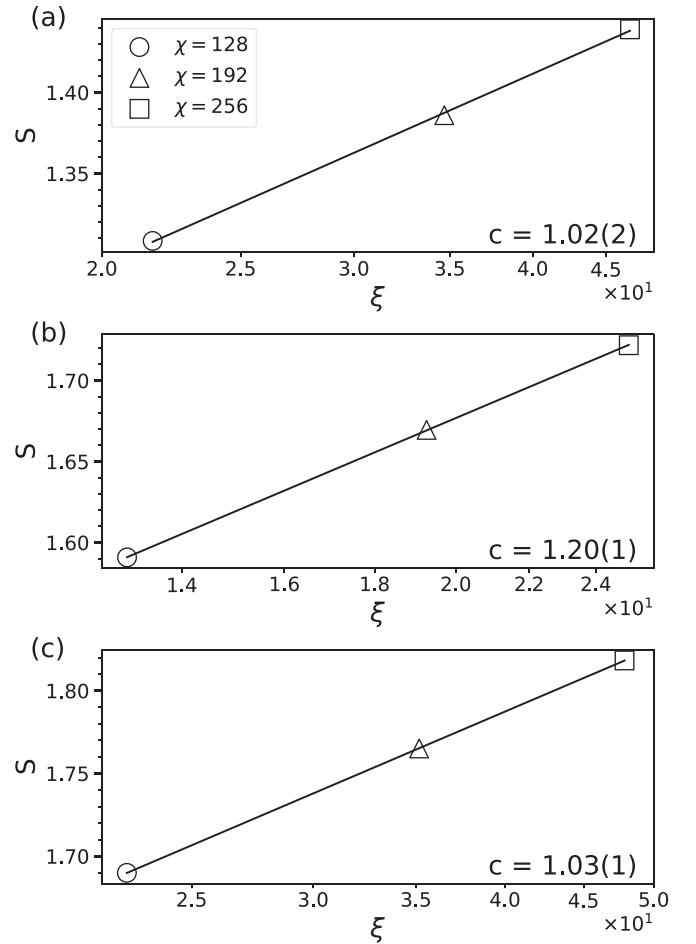 (a)
χ = 128
χ = 192
χ = 256
1.40
1.35
S
c = 1.02(2)
2.0 2.5 3.0 3.5 4.0 4.5
×10¹
ξ
(b)
1.70
1.65
1.60
S
c = 1.20(1)
1.4 1.6 1.8 2.0 2.2 2.4
×10¹
ξ
(c)
1.80
1.75
1.70
S
c = 1.03(1)
2.5 3.0 3.5 4.0 4.5 5.0
×10¹
ξ